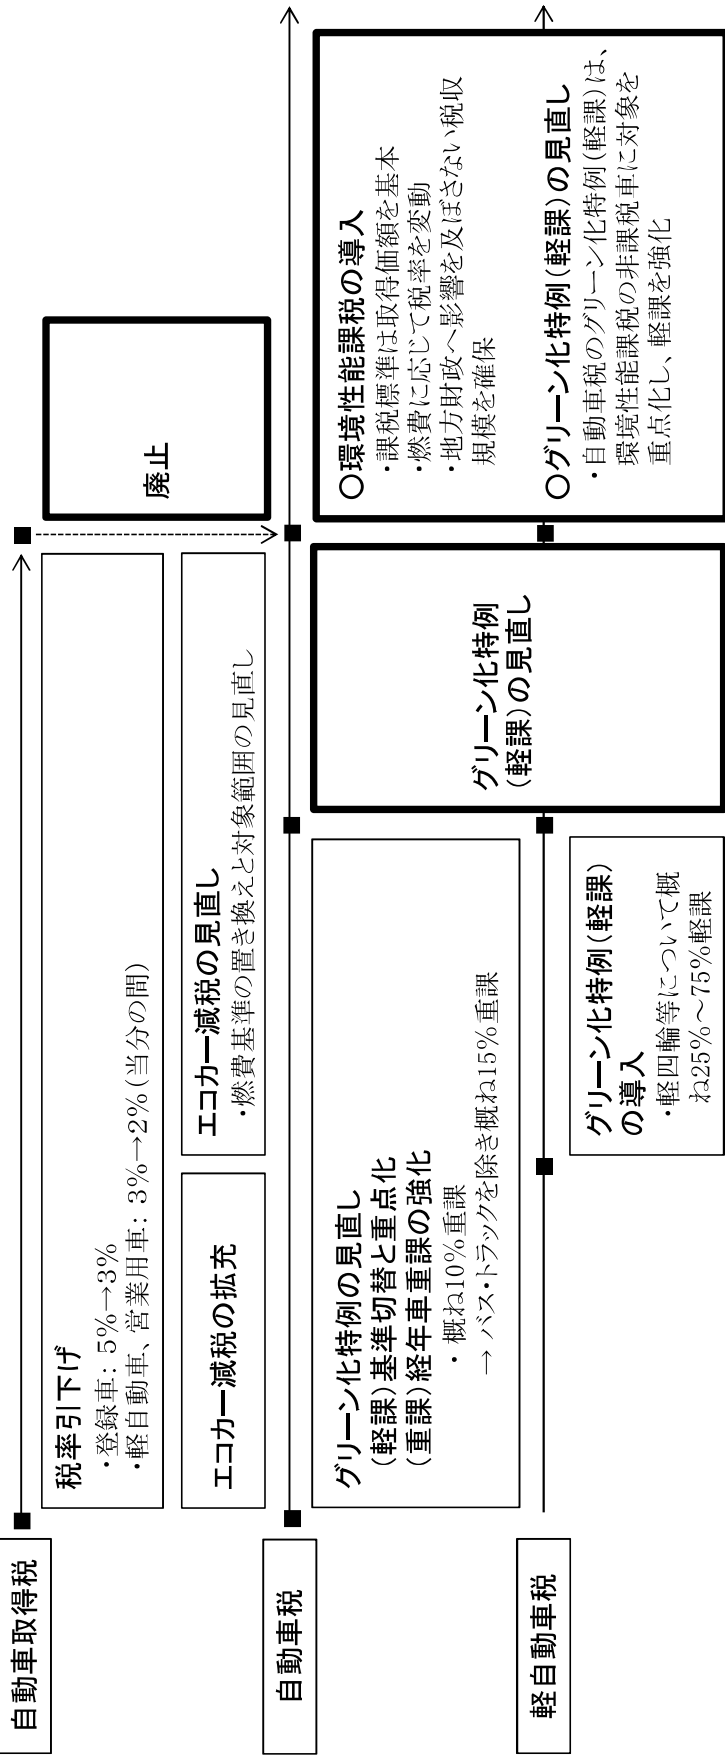 自動車取得税
税率引下げ
・登録車：5％→3％
・軽自動車、営業用車：3％→2％(当分の間)
エコカー減税の拡充
エコカー減税の見直し
・燃費基準の置き換えと対象範囲の見直し
廃止
自動車税
グリーン化特例の見直し
(軽課)基準切替と重点化
(重課)経年車重課の強化
・概ね10％重課
→ バス・トラックを除き概ね15％重課
グリーン化特例
(軽課)の見直し
○環境性能課税の導入
・課税標準は取得価額を基本
・燃費に応じて税率を変動
・地方財政へ影響を及ぼさない税収
規模を確保
○グリーン化特例(軽課)の見直し
・自動車税のグリーン化特例(軽課)は、
環境性能課税の非課税車に対象を
重点化し、軽課を強化
軽自動車税
グリーン化特例(軽課)
の導入
・軽四輪等について概
ね25％～75％軽課